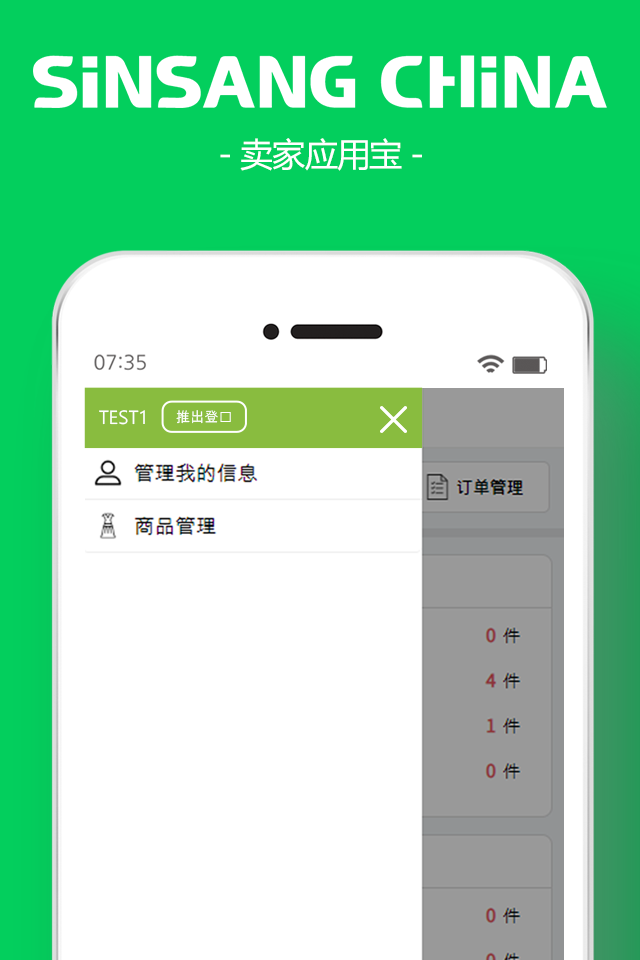 SiNSANG CHiNA
- 卖家应用宝 -
07:35
TEST1 推出登口
管理我的信息
订单管理
商品管理
0 件
4 件
1 件
0 件
0 件